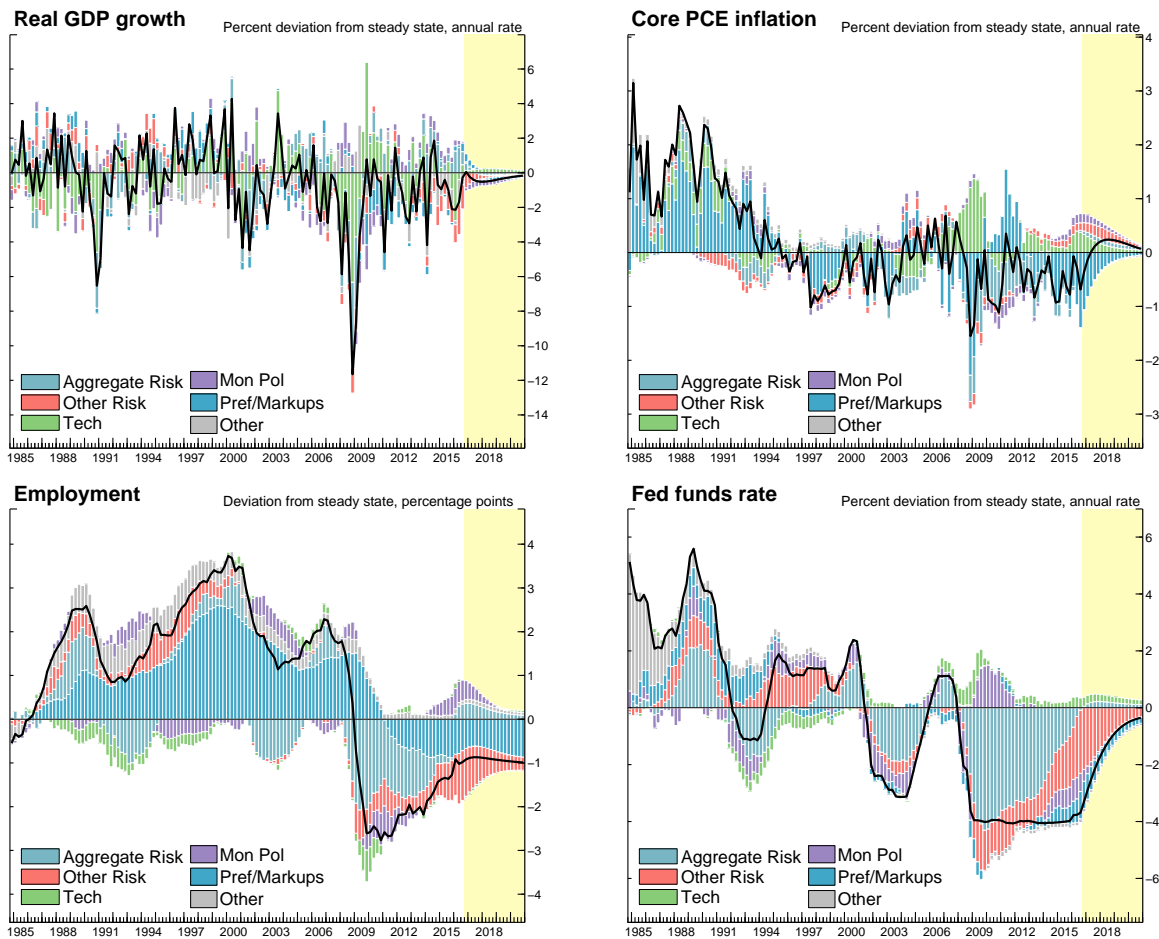 Real GDP growth
Percent deviation from steady state, annual rate
6
4
2
0
−2
−4
−6
−8
−10
−12
−14
Aggregate Risk
Other Risk
Tech
Mon Pol
Pref/Markups
Other
1985 1988 1991 1994 1997 2000 2003 2006 2009 2012 2015 2018
Core PCE inflation
Percent deviation from steady state, annual rate
4
3
2
1
0
−1
−2
−3
Aggregate Risk
Other Risk
Tech
Mon Pol
Pref/Markups
Other
1985 1988 1991 1994 1997 2000 2003 2006 2009 2012 2015 2018
Employment
Deviation from steady state, percentage points
4
3
2
1
0
−1
−2
−3
−4
Aggregate Risk
Other Risk
Tech
Mon Pol
Pref/Markups
Other
1985 1988 1991 1994 1997 2000 2003 2006 2009 2012 2015 2018
Fed funds rate
Percent deviation from steady state, annual rate
6
4
2
0
−2
−4
−6
Aggregate Risk
Other Risk
Tech
Mon Pol
Pref/Markups
Other
1985 1988 1991 1994 1997 2000 2003 2006 2009 2012 2015 2018